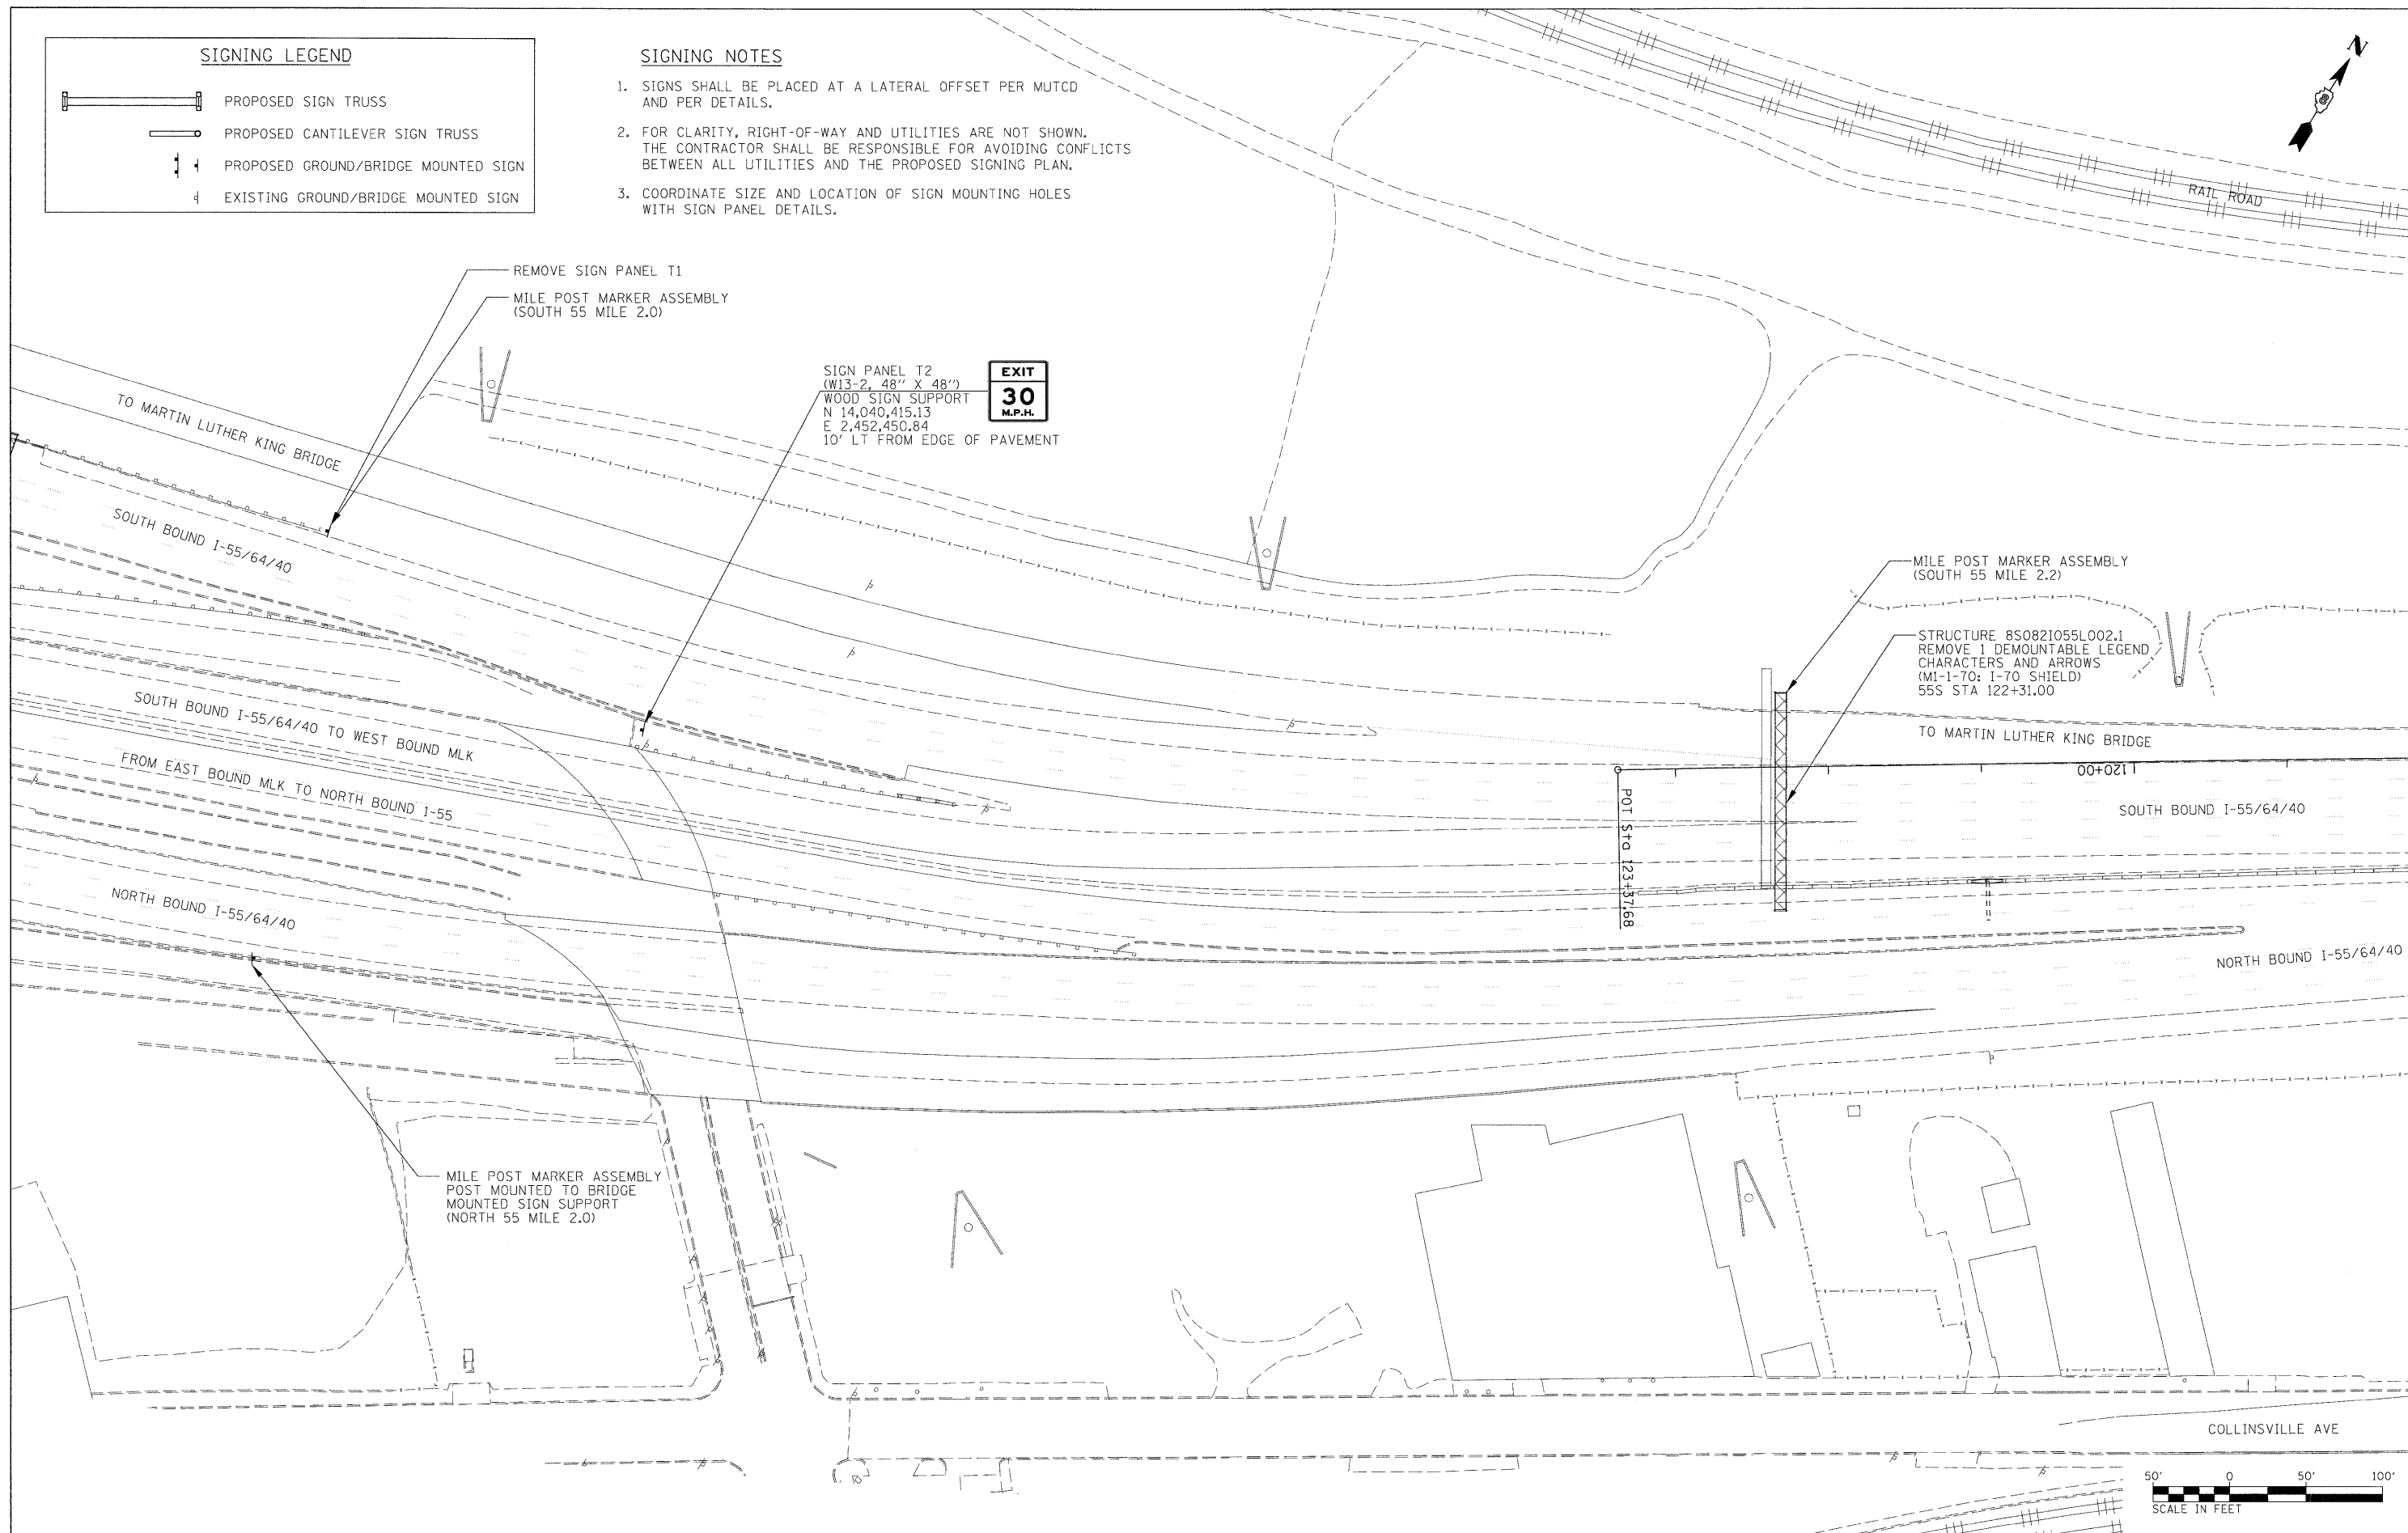 SIGNING LEGEND
PROPOSED SIGN TRUSS
PROPOSED CANTILEVER SIGN TRUSS
PROPOSED GROUND/BRIDGE MOUNTED SIGN
EXISTING GROUND/BRIDGE MOUNTED SIGN
SIGNING NOTES
1. SIGNS SHALL BE PLACED AT A LATERAL OFFSET PER MUTCD
AND PER DETAILS.
2. FOR CLARITY, RIGHT-OF-WAY AND UTILITIES ARE NOT SHOWN.
THE CONTRACTOR SHALL BE RESPONSIBLE FOR AVOIDING CONFLICTS
BETWEEN ALL UTILITIES AND THE PROPOSED SIGNING PLAN.
3. COORDINATE SIZE AND LOCATION OF SIGN MOUNTING HOLES
WITH SIGN PANEL DETAILS.
N
RAIL ROAD
REMOVE SIGN PANEL T1
MILE POST MARKER ASSEMBLY
(SOUTH 55 MILE 2.0)
SIGN PANEL T2
(W13-2, 48" X 48")
WOOD SIGN SUPPORT
N 14,040,415.13
E 2,452,450.84
10' LT FROM EDGE OF PAVEMENT
EXIT
30
M.P.H.
TO MARTIN LUTHER KING BRIDGE
SOUTH BOUND I-55/64/40
SOUTH BOUND I-55/64/40 TO WEST BOUND MLK
FROM EAST BOUND MLK TO NORTH BOUND I-55
NORTH BOUND I-55/64/40
MILE POST MARKER ASSEMBLY
(SOUTH 55 MILE 2.2)
STRUCTURE 8S082I055L002.1
REMOVE 1 DEMOUNTABLE LEGEND
CHARACTERS AND ARROWS
(M1-1-70: I-70 SHIELD)
55S STA 122+31.00
TO MARTIN LUTHER KING BRIDGE
120+00
POT Sta 123+37.68
SOUTH BOUND I-55/64/40
NORTH BOUND I-55/64/40
MILE POST MARKER ASSEMBLY
POST MOUNTED TO BRIDGE
MOUNTED SIGN SUPPORT
(NORTH 55 MILE 2.0)
COLLINSVILLE AVE
50' 0 50' 100'
SCALE IN FEET